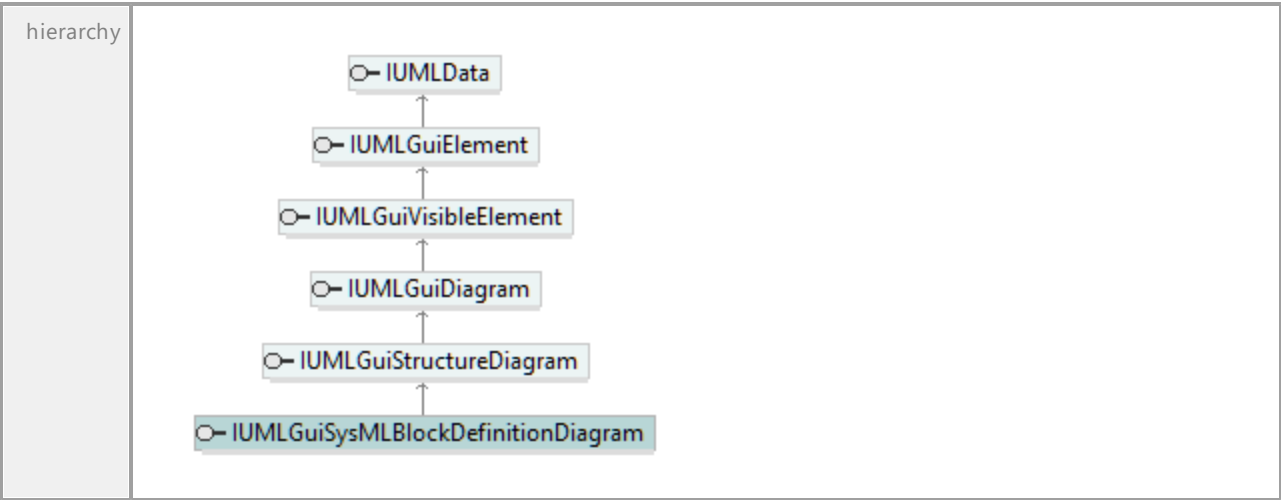 hierarchy
IUMLData
IUMLGuiElement
IUMLGuiVisibleElement
IUMLGuiDiagram
IUMLGuiStructureDiagram
IUMLGuiSysMLBlockDefinitionDiagram